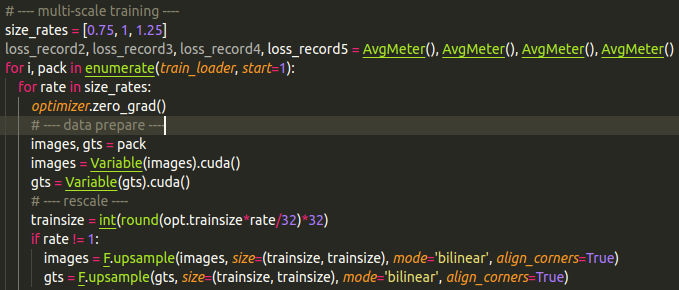 # ---- multi-scale training ----
size_rates = [0.75, 1, 1.25]
loss_record2, loss_record3, loss_record4, loss_record5 = AvgMeter(), AvgMeter(), AvgMeter(), AvgMeter()
for i, pack in enumerate(train_loader, start=1):
    for rate in size_rates:
        optimizer.zero_grad()
        # ---- data prepare ----
        images, gts = pack
        images = Variable(images).cuda()
        gts = Variable(gts).cuda()
        # ---- rescale ----
        trainsize = int(round(opt.trainsize*rate/32)*32)
        if rate != 1:
            images = F.upsample(images, size=(trainsize, trainsize), mode='bilinear', align_corners=True)
            gts = F.upsample(gts, size=(trainsize, trainsize), mode='bilinear', align_corners=True)